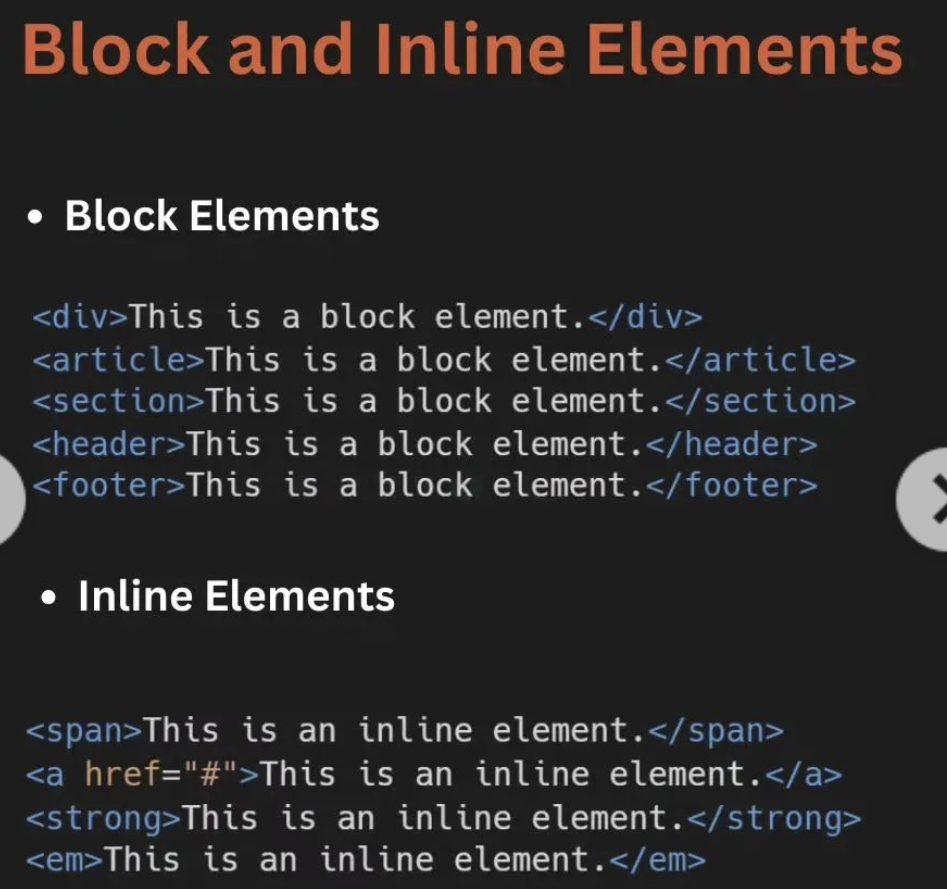 Block and Inline Elements
• Block Elements
<div>This is a block element.</div>
<article>This is a block element.</article>
<section>This is a block element.</section>
<header>This is a block element.</header>
<footer>This is a block element.</footer>
• Inline Elements
<span>This is an inline element.</span>
<a href="#">This is an inline element.</a>
<strong>This is an inline element.</strong>
<em>This is an inline element.</em>